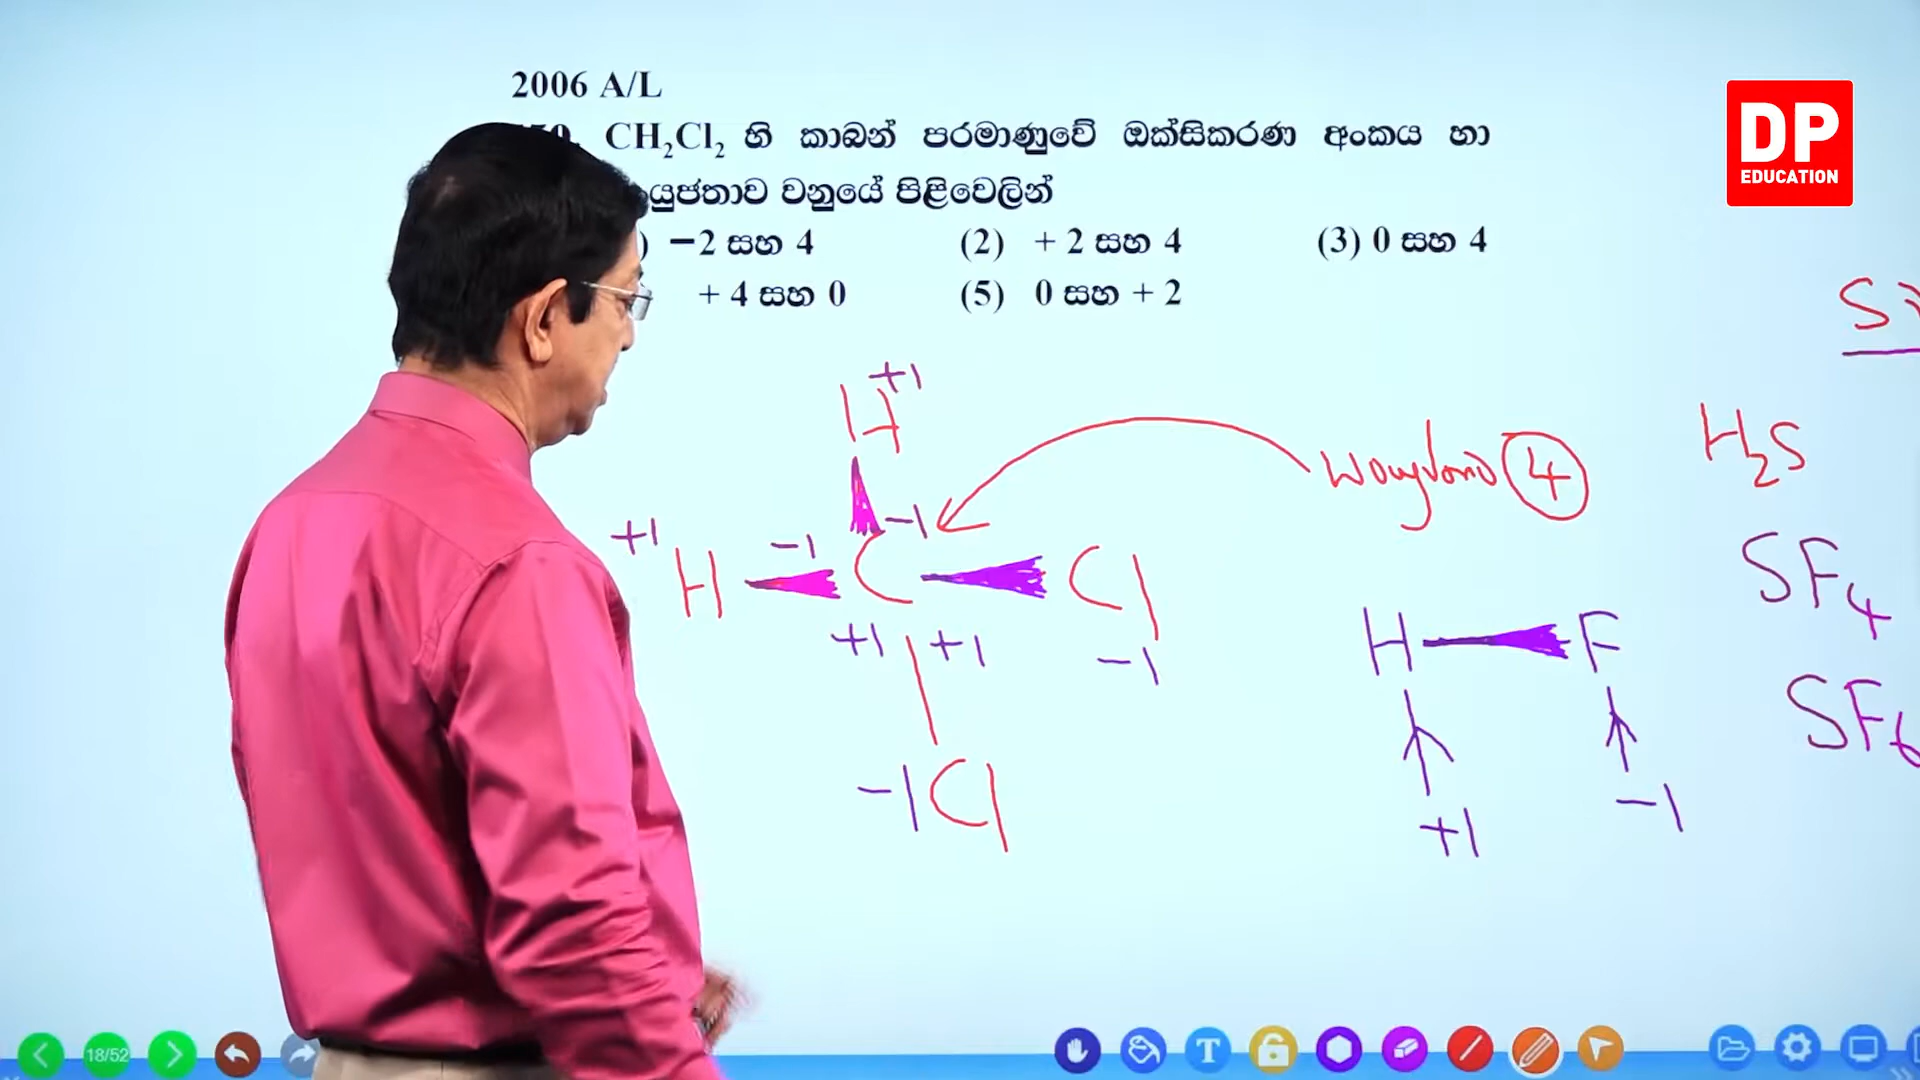 2006 A/L
CH₂Cl₂ හි කාබන් පරමාණුවේ ඔක්සිකරණ අංකය හා
යුජතාව වනුයේ පිළිවෙලින්
−2 සහ 4 (2) + 2 සහ 4 (3) 0 සහ 4
+ 4 සහ 0 (5) 0 සහ + 2
DP
EDUCATION
H +1
4
H₂S
+1 H −1 C −1 Cl
SF₄
+1 +1 −1
H F
SF₆
−1 Cl
+1 −1
18/52
T